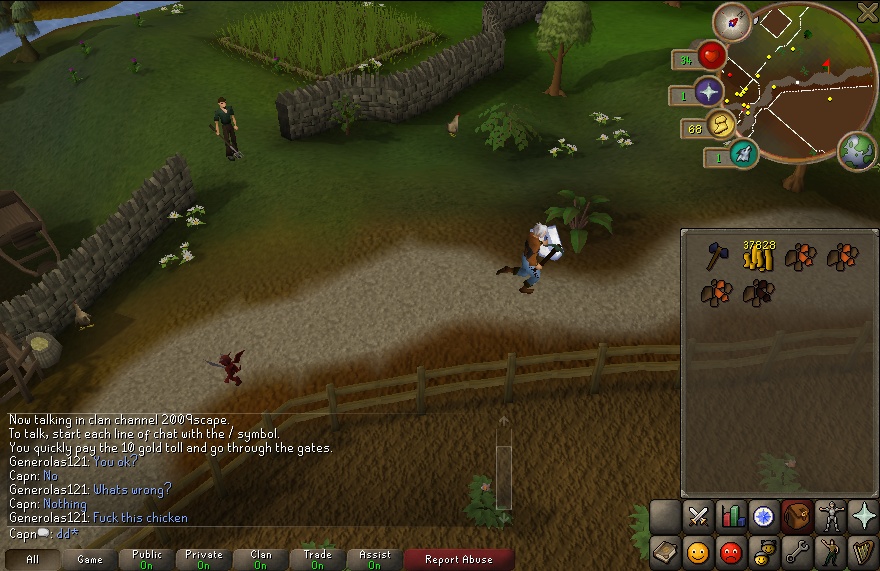 34
1
68
1
37828
Now talking in clan channel 2009scape.
To talk, start each line of chat with the / symbol.
You quickly pay the 10 gold toll and go through the gates.
Generolas121: You ok?
Capn: No
Generolas121: Whats wrong?
Capn: Nothing
Generolas121: Fuck this chicken
Capn: dd*
All Game Public On Private On Clan On Trade On Assist On Report Abuse